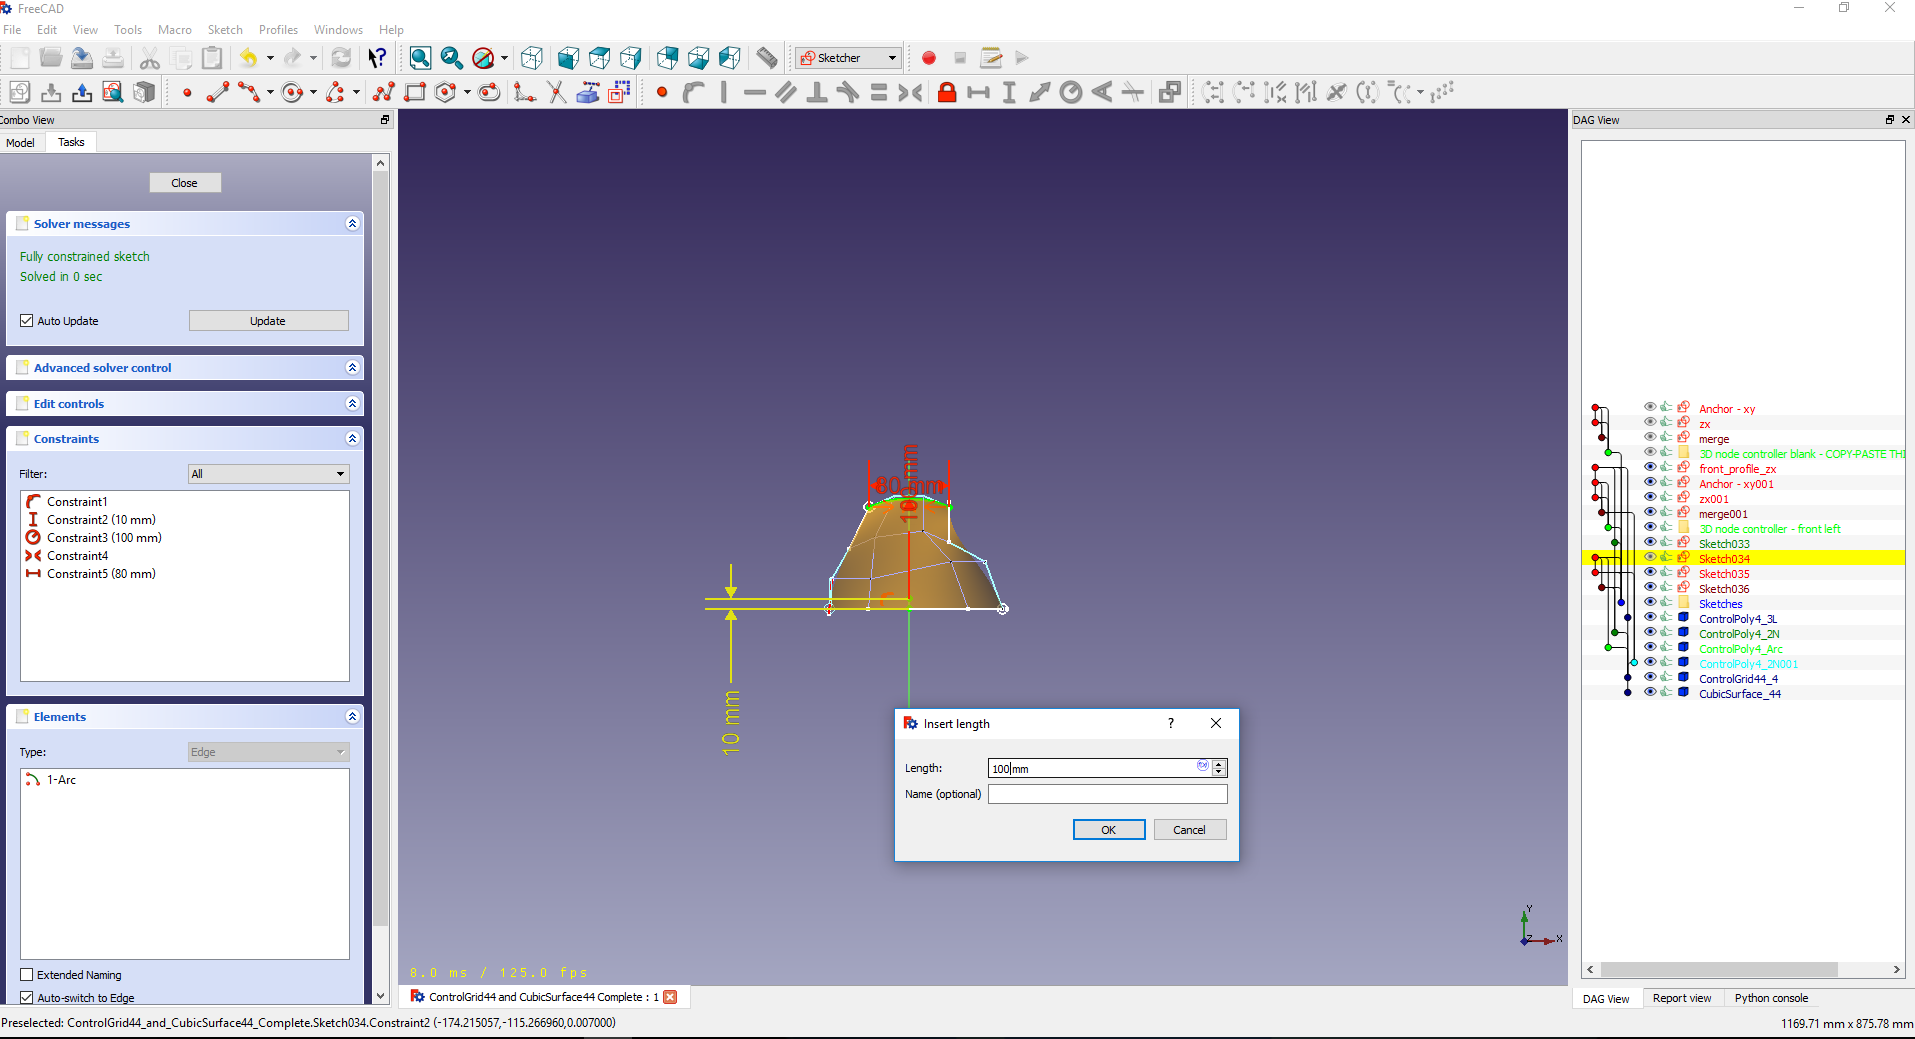 FreeCAD
File Edit View Tools Macro Sketch Profiles Windows Help
Sketcher
Combo View
Model Tasks
Close
Solver messages
Fully constrained sketch
Solved in 0 sec
Auto Update Update
Advanced solver control
Edit controls
Constraints
Filter: All
Constraint1
Constraint2 (10 mm)
Constraint3 (100 mm)
Constraint4
Constraint5 (80 mm)
Elements
Type: Edge
1-Arc
Extended Naming
Auto-switch to Edge
80 mm
10 mm
Insert length ?
Length: 100mm
Name (optional)
OK Cancel
Y
Z X
8.0 ms / 125.0 fps
ControlGrid44 and CubicSurface44 Complete : 1
DAG View
Anchor - xy
zx
merge
3D node controller blank - COPY-PASTE THI
front_profile_zx
Anchor - xy001
zx001
merge001
3D node controller - front left
Sketch033
Sketch034
Sketch035
Sketch036
Sketches
ControlPoly4_3L
ControlPoly4_2N
ControlPoly4_Arc
ControlPoly4_2N001
ControlGrid44_4
CubicSurface_44
DAG View Report view Python console
Preselected: ControlGrid44_and_CubicSurface44_Complete.Sketch034.Constraint2 (-174.215057,-115.266960,0.007000)
1169.71 mm x 875.78 mm